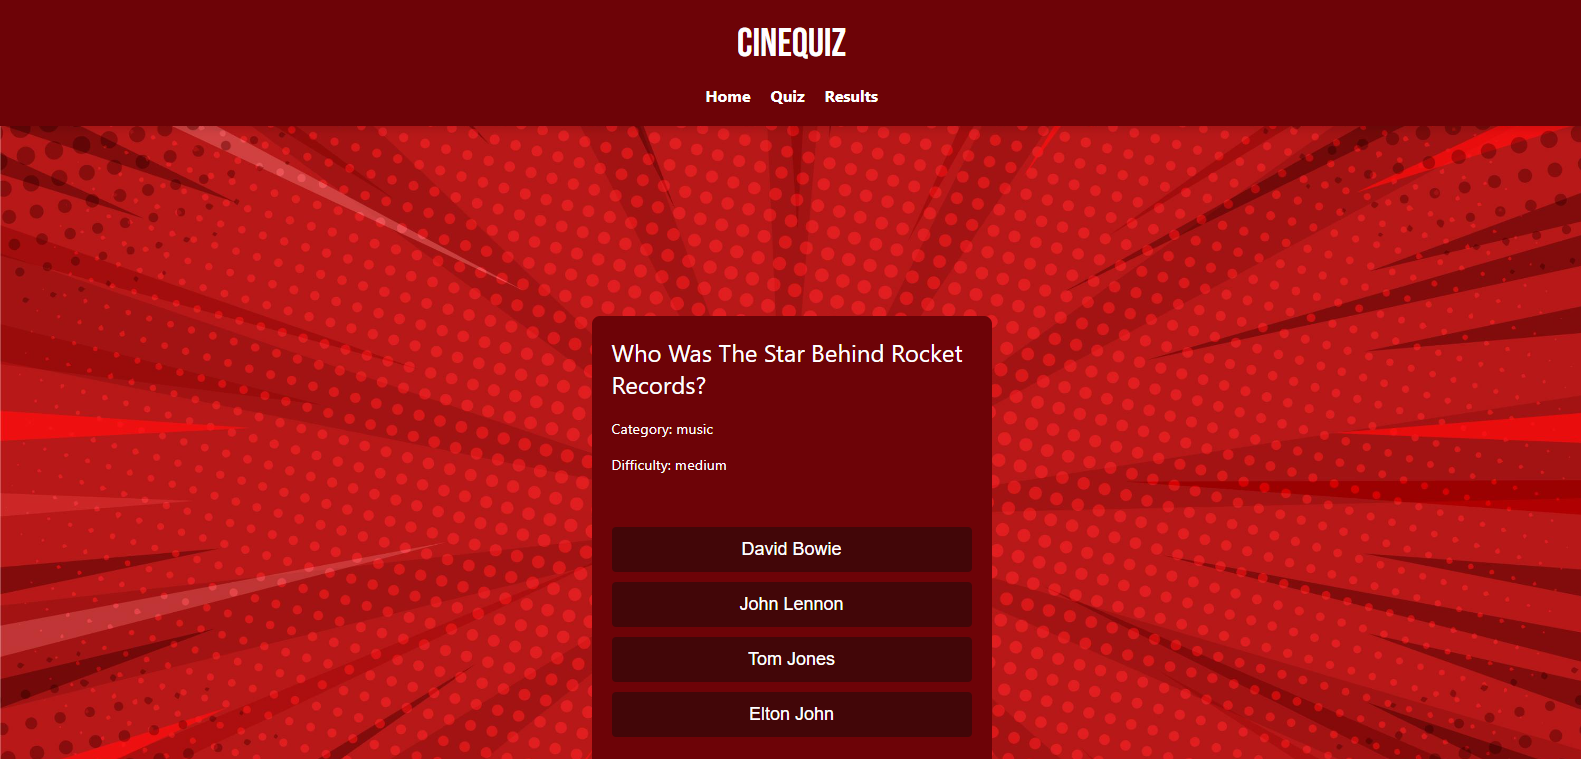 CINEQUIZ
Home Quiz Results
Who Was The Star Behind Rocket
Records?
Category: music
Difficulty: medium
David Bowie
John Lennon
Tom Jones
Elton John